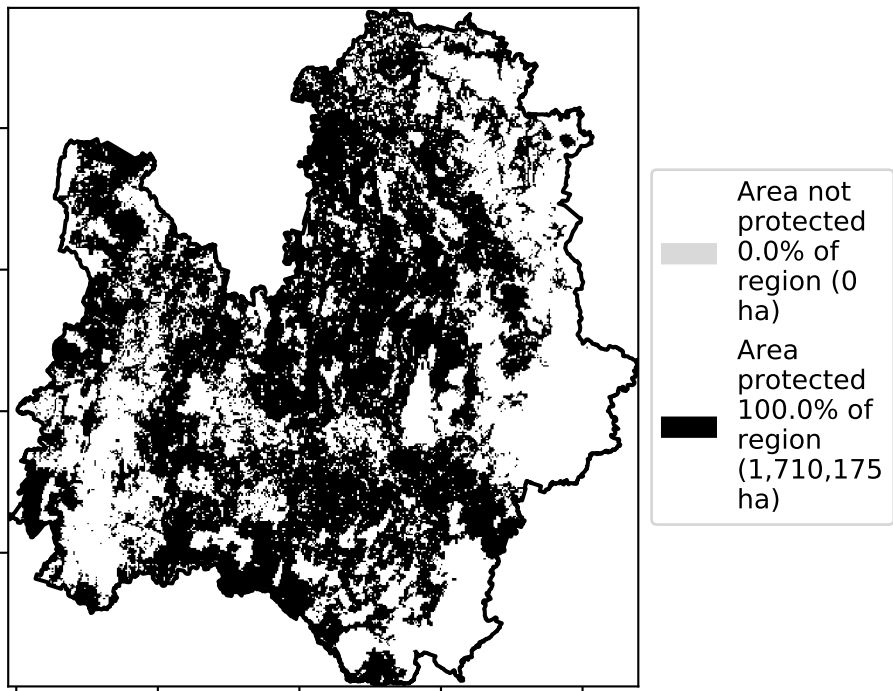 Area not
protected
0.0% of
region (0
ha)
Area
protected
100.0% of
region
(1,710,175
ha)